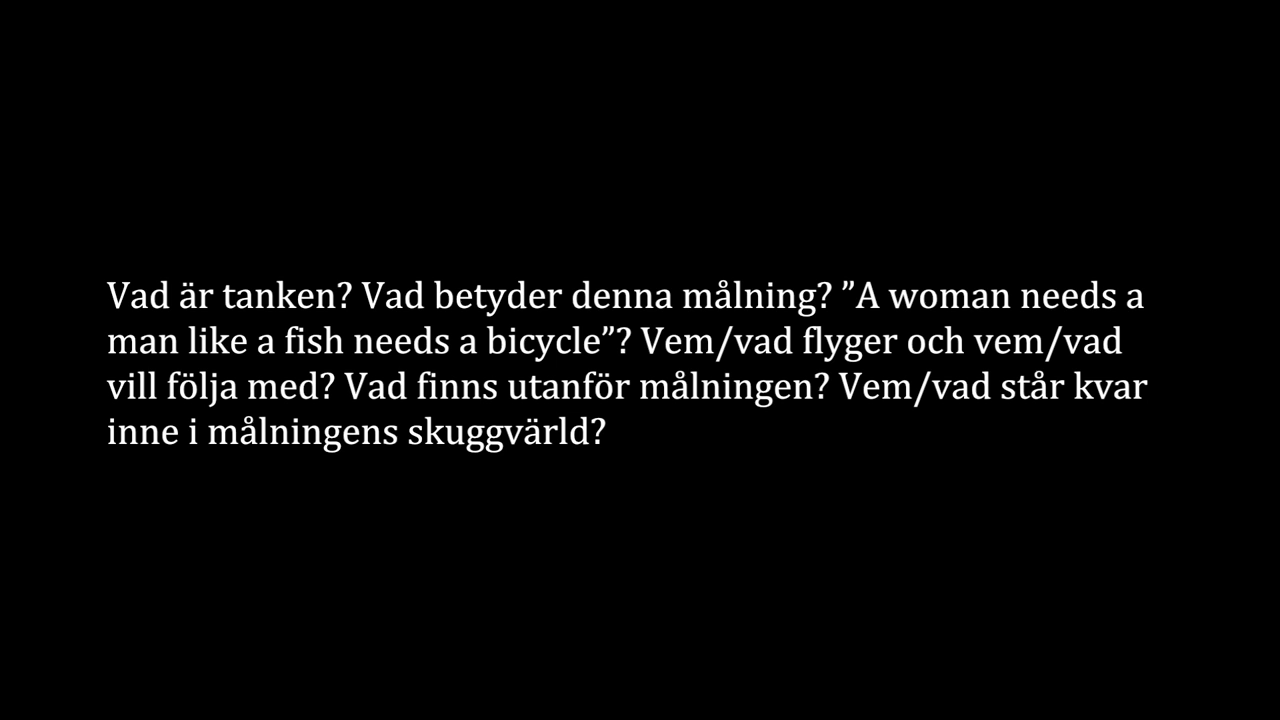 Vad är tanken? Vad betyder denna målning? ”A woman needs a
man like a fish needs a bicycle”? Vem/vad flyger och vem/vad
vill följa med? Vad finns utanför målningen? Vem/vad står kvar
inne i målningens skuggvärld?